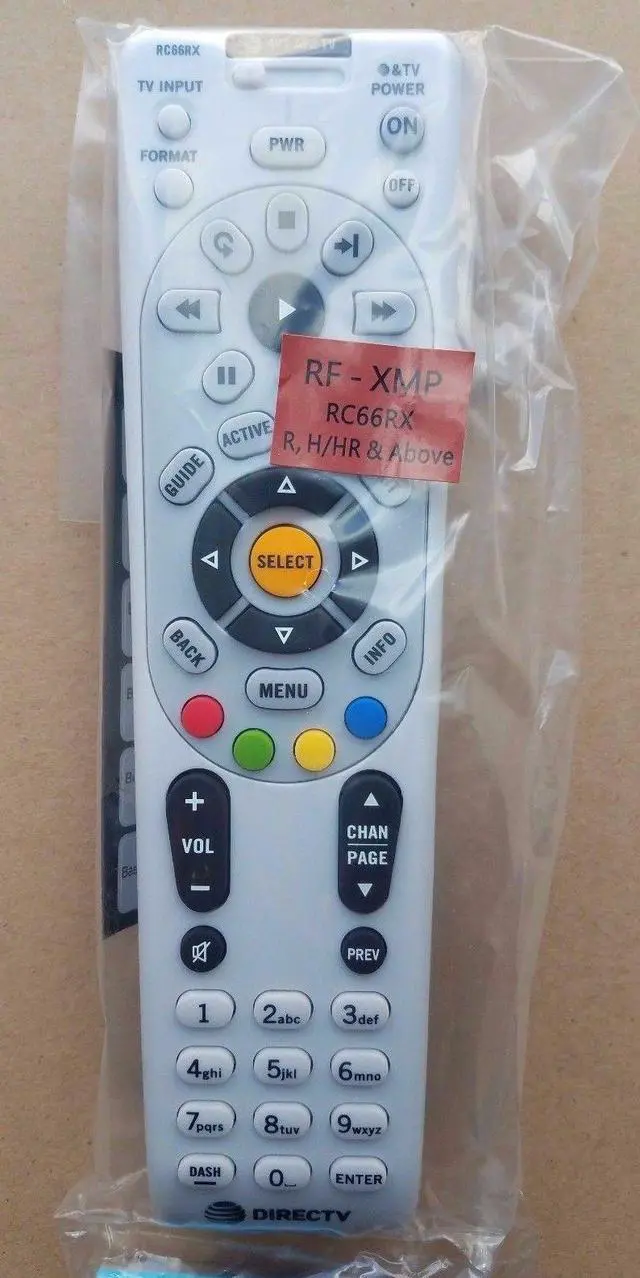 RC66RX
TV INPUT
&TV
POWER
ON
PWR
FORMAT
OFF
RF - XMP
RC66RX
R, H/HR & Above
ACTIVE
GUIDE
SELECT
BACK
INFO
MENU
+
VOL
−
CHAN
PAGE
PREV
1 2abc 3def
4ghi 5jkl 6mno
7pqrs 8tuv 9wxyz
DASH 0 ENTER
DIRECTV